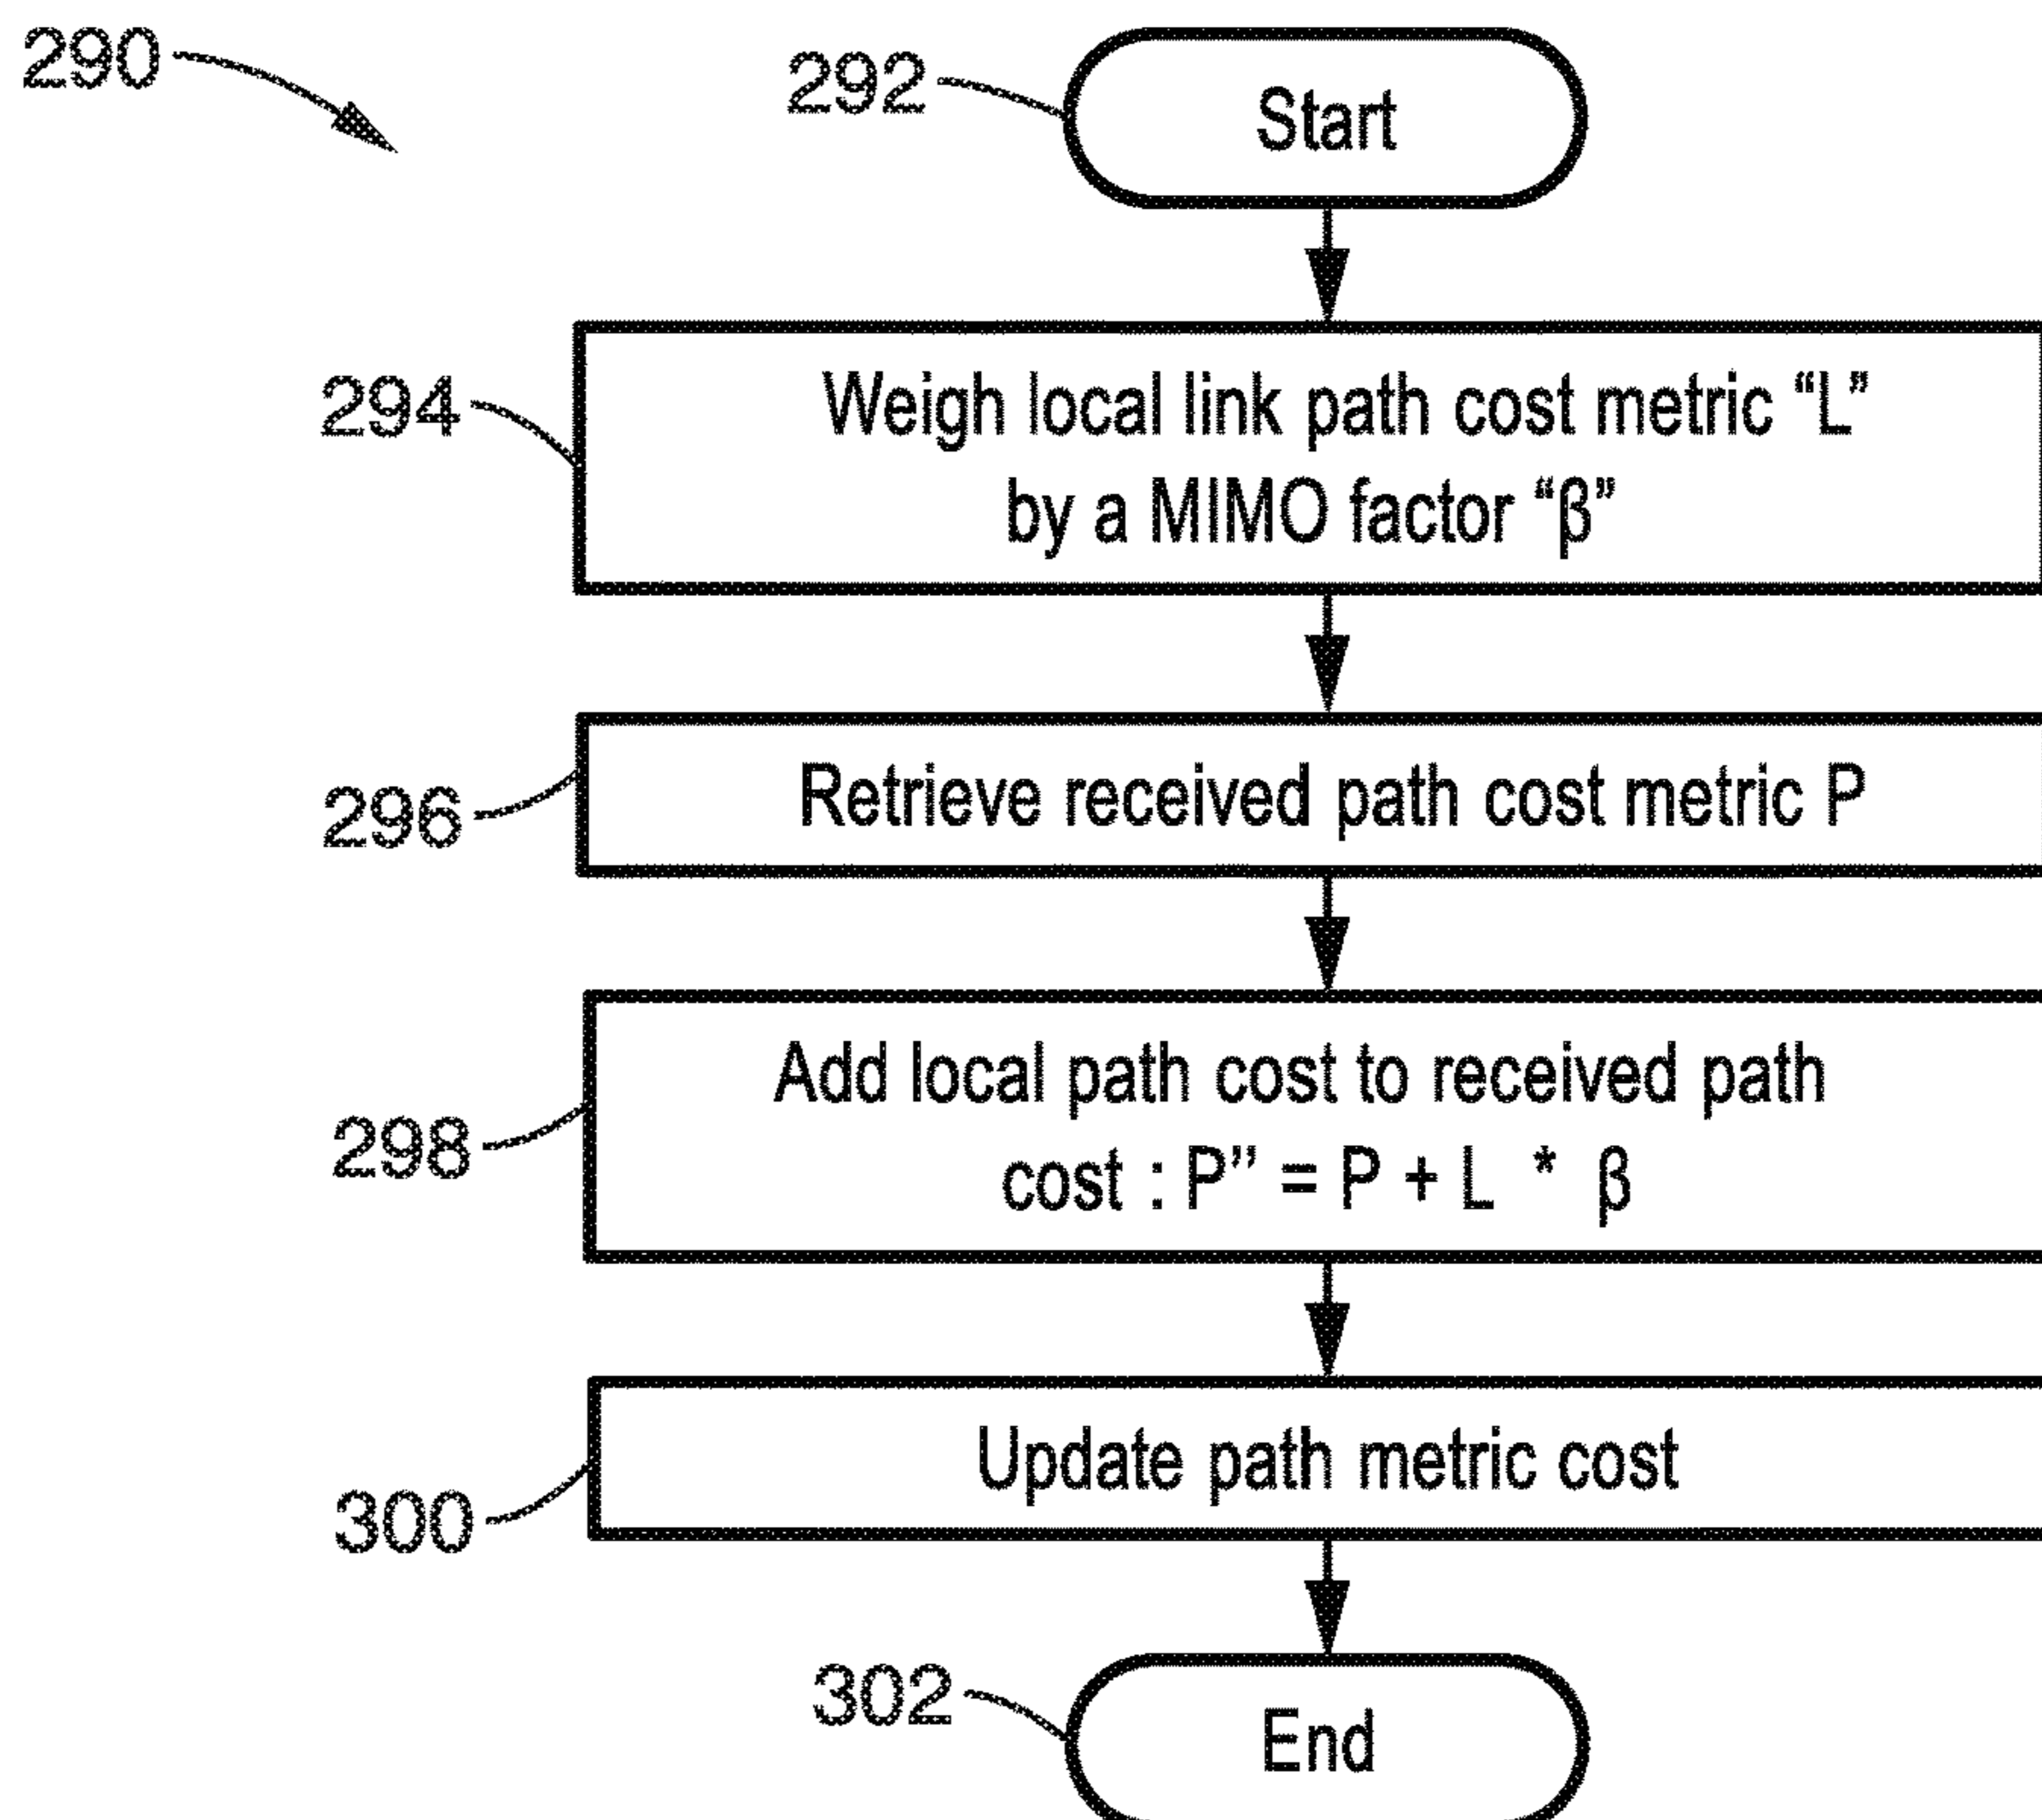 290
292
Start
294
Weigh local link path cost metric “L”
by a MIMO factor “β”
296
Retrieve received path cost metric P
298
Add local path cost to received path
cost : P” = P + L * β
300
Update path metric cost
302
End